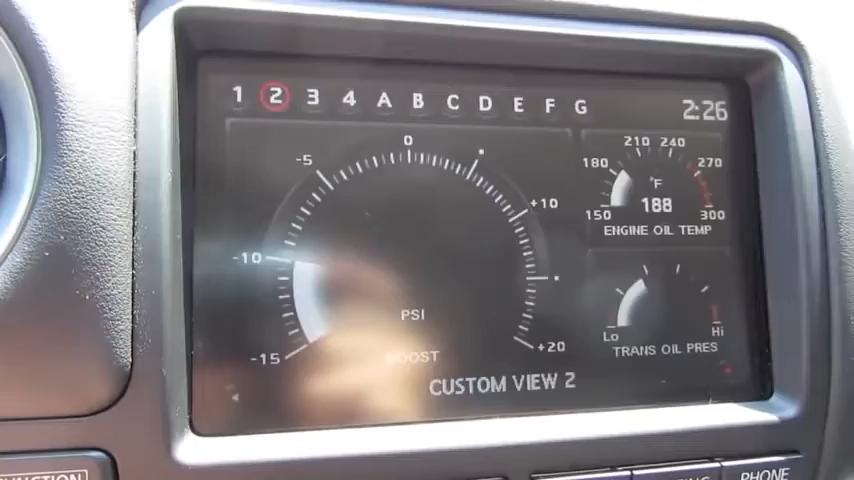 1 2 3 4 A B C D E F G
2:26
0
-5
+10
-10
PSI
-15
BOOST
+20
CUSTOM VIEW 2
210 240
180 270
°F
188
150 300
ENGINE OIL TEMP
Lo Hi
TRANS OIL PRES
PHONE